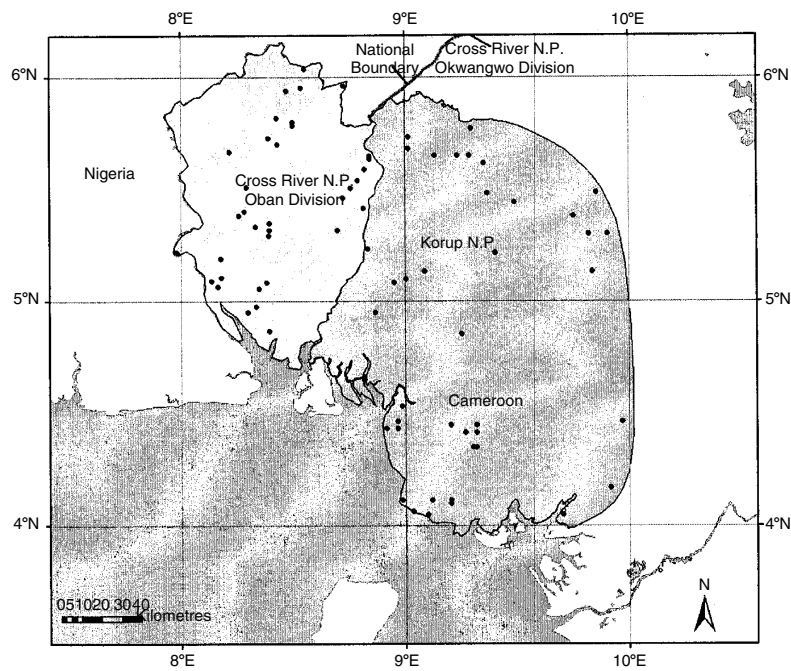 8°E
9°E
10°E
National
Boundary
Cross River N.P.
Okwangwo Division
6°N
6°N
Nigeria
Cross River N.P.
Oban Division
Korup N.P.
5°N
5°N
Cameroon
4°N
4°N
N
051020 3040
Kilometres
8°E
9°E
10°E